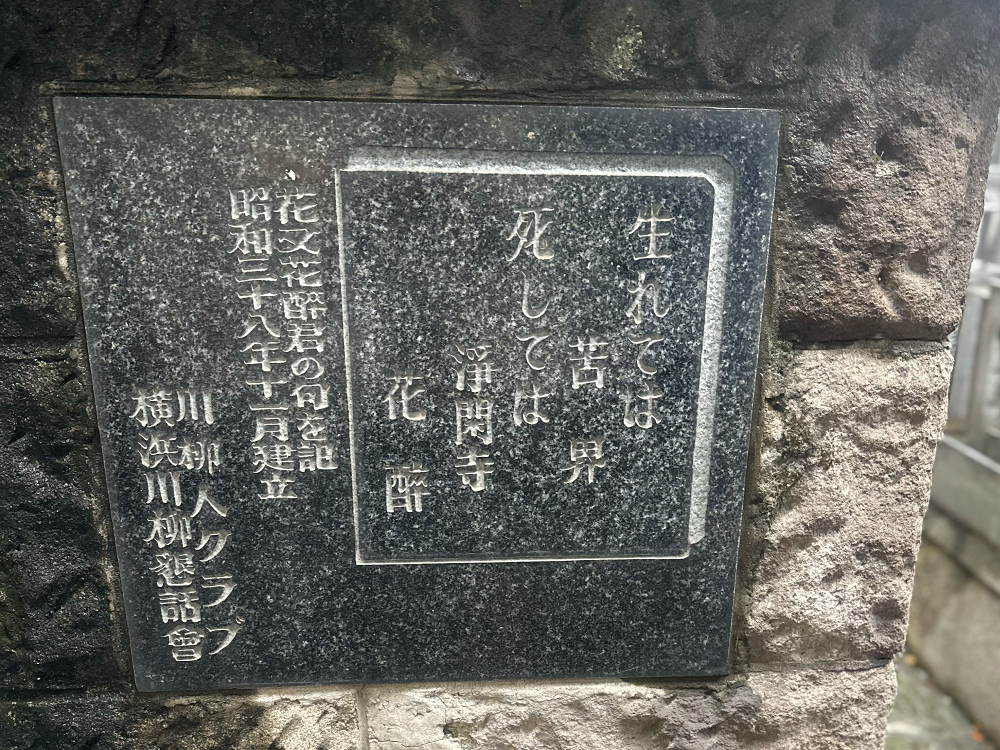 生れては
苦界
死しては
浄閑寺
花酔
花又花酔君の句を記
昭和三十八年十一月建立
川柳人クラブ
横浜川柳懇話會